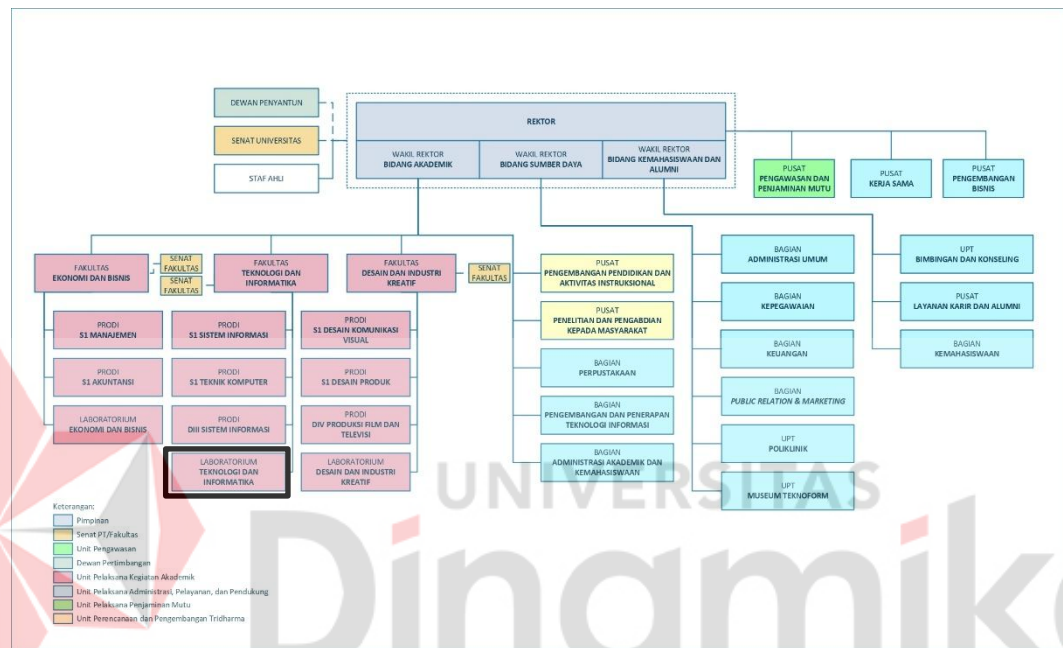 DEWAN PENYANTUN
SENAT UNIVERSITAS
STAF AHLI
REKTOR
WAKIL REKTOR
BIDANG AKADEMIK
WAKIL REKTOR
BIDANG SUMBER DAYA
WAKIL REKTOR
BIDANG KEMAHASISWAAN DAN
ALUMNI
PUSAT
PENGAWASAN DAN
PENJAMINAN MUTU
PUSAT
KERJA SAMA
PUSAT
PENGEMBANGAN
BISNIS
FAKULTAS
EKONOMI DAN BISNIS
SENAT
FAKULTAS
SENAT
FAKULTAS
FAKULTAS
TEKNOLOGI DAN
INFORMATIKA
FAKULTAS
DESAIN DAN INDUSTRI
KREATIF
SENAT
FAKULTAS
PRODI
S1 MANAJEMEN
PRODI
S1 AKUNTANSI
LABORATORIUM
EKONOMI DAN BISNIS
PRODI
S1 SISTEM INFORMASI
PRODI
S1 TEKNIK KOMPUTER
PRODI
DIII SISTEM INFORMASI
LABORATORIUM
TEKNOLOGI DAN
INFORMATIKA
PRODI
S1 DESAIN KOMUNIKASI
VISUAL
PRODI
S1 DESAIN PRODUK
PRODI
DIV PRODUKSI FILM DAN
TELEVISI
LABORATORIUM
DESAIN DAN INDUSTRI
KREATIF
PUSAT
PENGEMBANGAN PENDIDIKAN DAN
AKTIVITAS INSTRUKSIONAL
PUSAT
PENELITIAN DAN PENGABDIAN
KEPADA MASYARAKAT
BAGIAN
PERPUSTAKAAN
BAGIAN
PENGEMBANGAN DAN PENERAPAN
TEKNOLOGI INFORMASI
BAGIAN
ADMINISTRASI AKADEMIK DAN
KEMAHASISWAAN
BAGIAN
ADMINISTRASI UMUM
BAGIAN
KEPEGAWAIAN
BAGIAN
KEUANGAN
BAGIAN
PUBLIC RELATION & MARKETING
UPT
POLIKLINIK
UPT
MUSEUM TEKNOFORM
UPT
BIMBINGAN DAN KONSELING
PUSAT
LAYANAN KARIR DAN ALUMNI
BAGIAN
KEMAHASISWAAN
Keterangan:
Pimpinan
Senat PT/Fakultas
Unit Pengawasan
Dewan Pertimbangan
Unit Pelaksana Kegiatan Akademik
Unit Pelaksana Administrasi, Pelayanan, dan Pendukung
Unit Pelaksana Penjaminan Mutu
Unit Perencanaan dan Pengembangan Tridharma
UNIVERSITAS
Dinamik